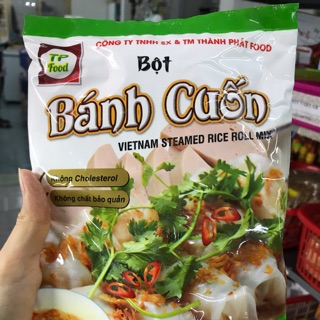 CÔNG TY TNHH SX & TM THÀNH PHÁT FOOD
TP
Food
Bột
Bánh Cuốn
VIETNAM STEAMED RICE ROLL MIX
Không Cholesterol
Không chất bảo quản